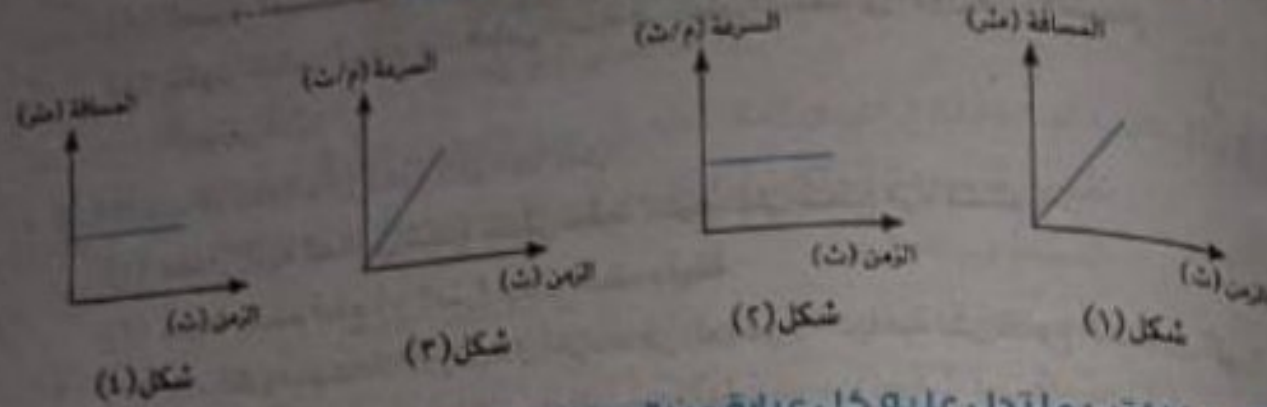 المسافة (متر)
الزمن (ث)
شكل (١)
السرعة (م/ث)
الزمن (ث)
شكل (٢)
السرعة (م/ث)
الزمن (ث)
شكل (٣)
المسافة (متر)
الزمن (ث)
شكل (٤)